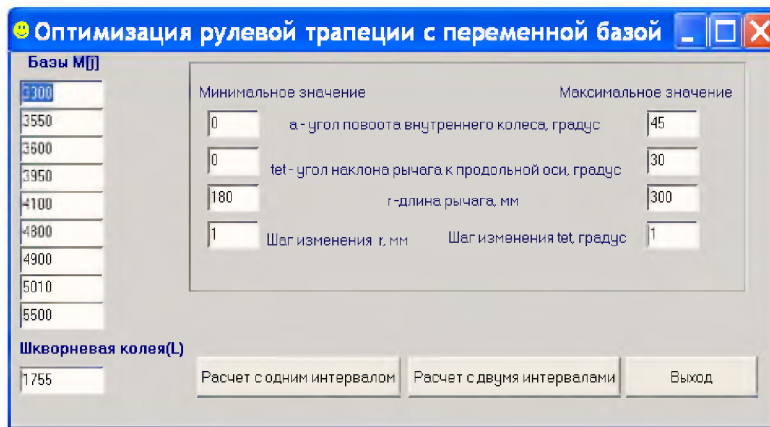 Оптимизация рулевой трапеции с переменной базой
Базы M[j]
3300
3550
3600
3950
4100
4800
4900
5010
5500
Шкворневая колея(L)
1755
Минимальное значение Максимальное значение
0 a - угол повоота внутреннего колеса, градус 45
0 tet - угол наклона рычага к продольной оси, градус 30
180 r -длина рычага, мм 300
1 Шаг изменения r, мм Шаг изменения tet, градус 1
Расчет с одним интервалом Расчет с двумя интервалами Выход